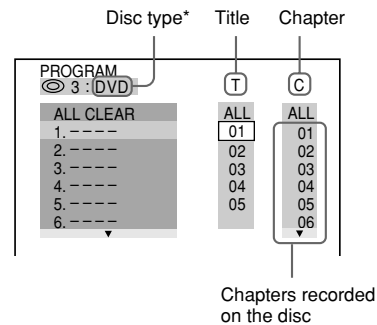 Disc type* Title Chapter
PROGRAM
3 : DVD T C
ALL CLEAR ALL ALL
1. – – – – 01 01
2. – – – – 02 02
3. – – – – 03 03
4. – – – – 04 04
5. – – – – 05 05
6. – – – – 06
Chapters recorded
on the disc